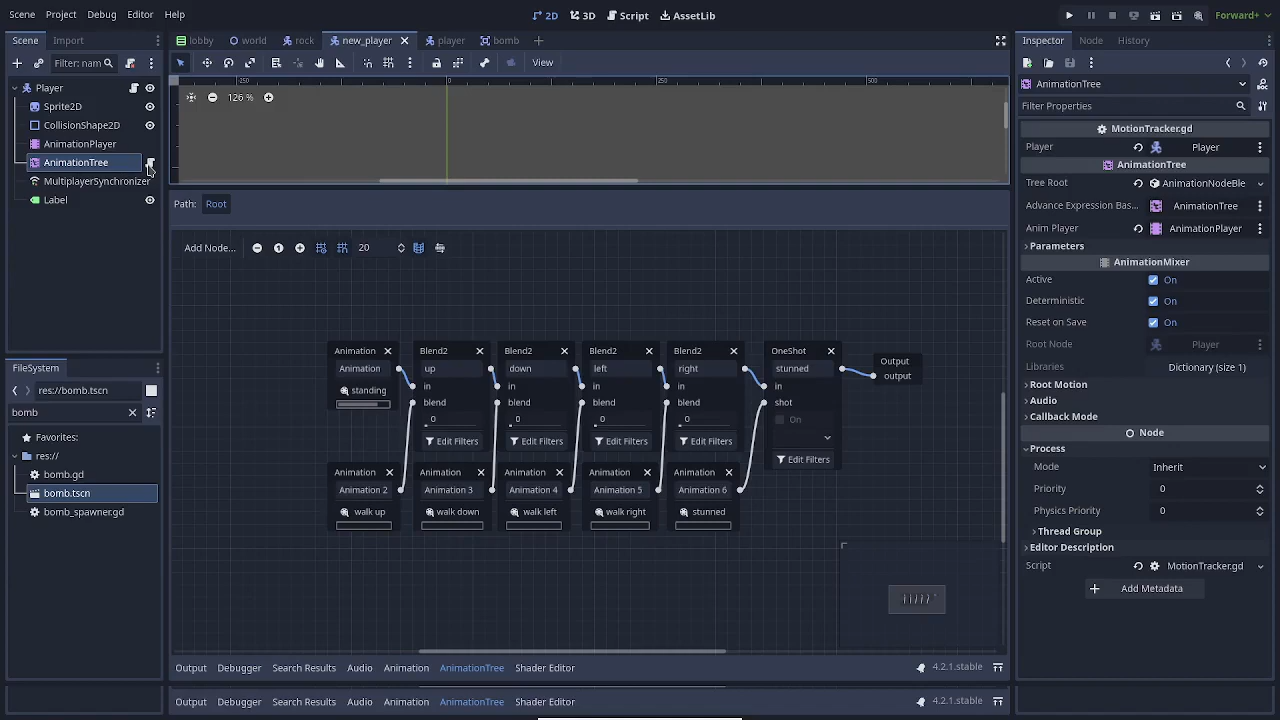 Scene Project Debug Editor Help
2D 3D Script AssetLib
Forward+
Scene Import
lobby world rock new_player player bomb
Inspector Node History
Filter: nam
View
Player
Sprite2D
CollisionShape2D
AnimationPlayer
AnimationTree
MultiplayerSynchronizer
Label
-250 0 250 500
126 %
Path: Root
Add Node... 20
Animation
Animation
standing
Blend2
up
in
blend
0
Edit Filters
Blend2
down
in
blend
0
Edit Filters
Blend2
left
in
blend
0
Edit Filters
Blend2
right
in
blend
0
Edit Filters
OneShot
stunned
in
shot
On
Edit Filters
Output
output
Animation
Animation 2
walk up
Animation
Animation 3
walk down
Animation
Animation 4
walk left
Animation
Animation 5
walk right
Animation
Animation 6
stunned
FileSystem
res://bomb.tscn
bomb
Favorites:
res://
bomb.gd
bomb.tscn
bomb_spawner.gd
AnimationTree
Filter Properties
MotionTracker.gd
Player Player
AnimationTree
Tree Root AnimationNodeBle
Advance Expression Bas... AnimationTree
Anim Player AnimationPlayer
Parameters
AnimationMixer
Active On
Deterministic On
Reset on Save On
Root Node Player
Libraries Dictionary (size 1)
Root Motion
Audio
Callback Mode
Node
Process
Mode Inherit
Priority 0
Physics Priority 0
Thread Group
Editor Description
Script MotionTracker.gd
Add Metadata
Output Debugger Search Results Audio Animation AnimationTree Shader Editor 4.2.1.stable
Output Debugger Search Results Audio Animation AnimationTree Shader Editor 4.2.1.stable